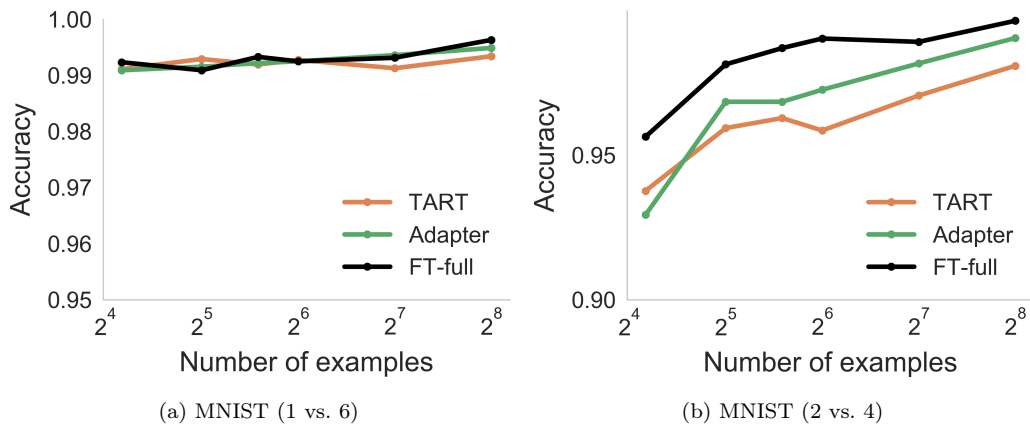 1.00
0.99
0.98
0.97
0.96
0.95
Accuracy
TART
Adapter
FT-full
2^4 2^5 2^6 2^7 2^8
Number of examples
(a) MNIST (1 vs. 6)
0.95
0.90
Accuracy
TART
Adapter
FT-full
2^4 2^5 2^6 2^7 2^8
Number of examples
(b) MNIST (2 vs. 4)